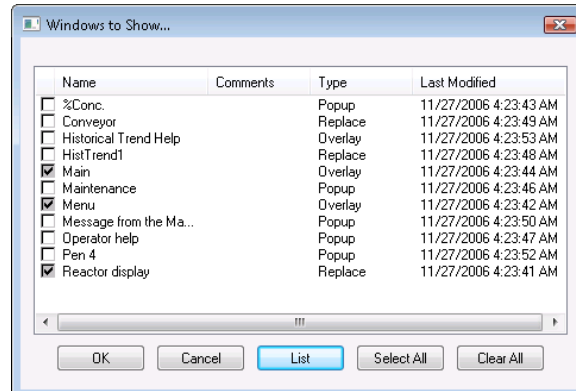 Windows to Show...
Name Comments Type Last Modified
%Conc. Popup 11/27/2006 4:23:43 AM
Conveyor Replace 11/27/2006 4:23:49 AM
Historical Trend Help Overlay 11/27/2006 4:23:53 AM
HistTrend1 Replace 11/27/2006 4:23:48 AM
Main Overlay 11/27/2006 4:23:44 AM
Maintenance Popup 11/27/2006 4:23:46 AM
Menu Overlay 11/27/2006 4:23:42 AM
Message from the Ma... Popup 11/27/2006 4:23:50 AM
Operator help Popup 11/27/2006 4:23:47 AM
Pen 4 Popup 11/27/2006 4:23:52 AM
Reactor display Replace 11/27/2006 4:23:41 AM
OK Cancel List Select All Clear All